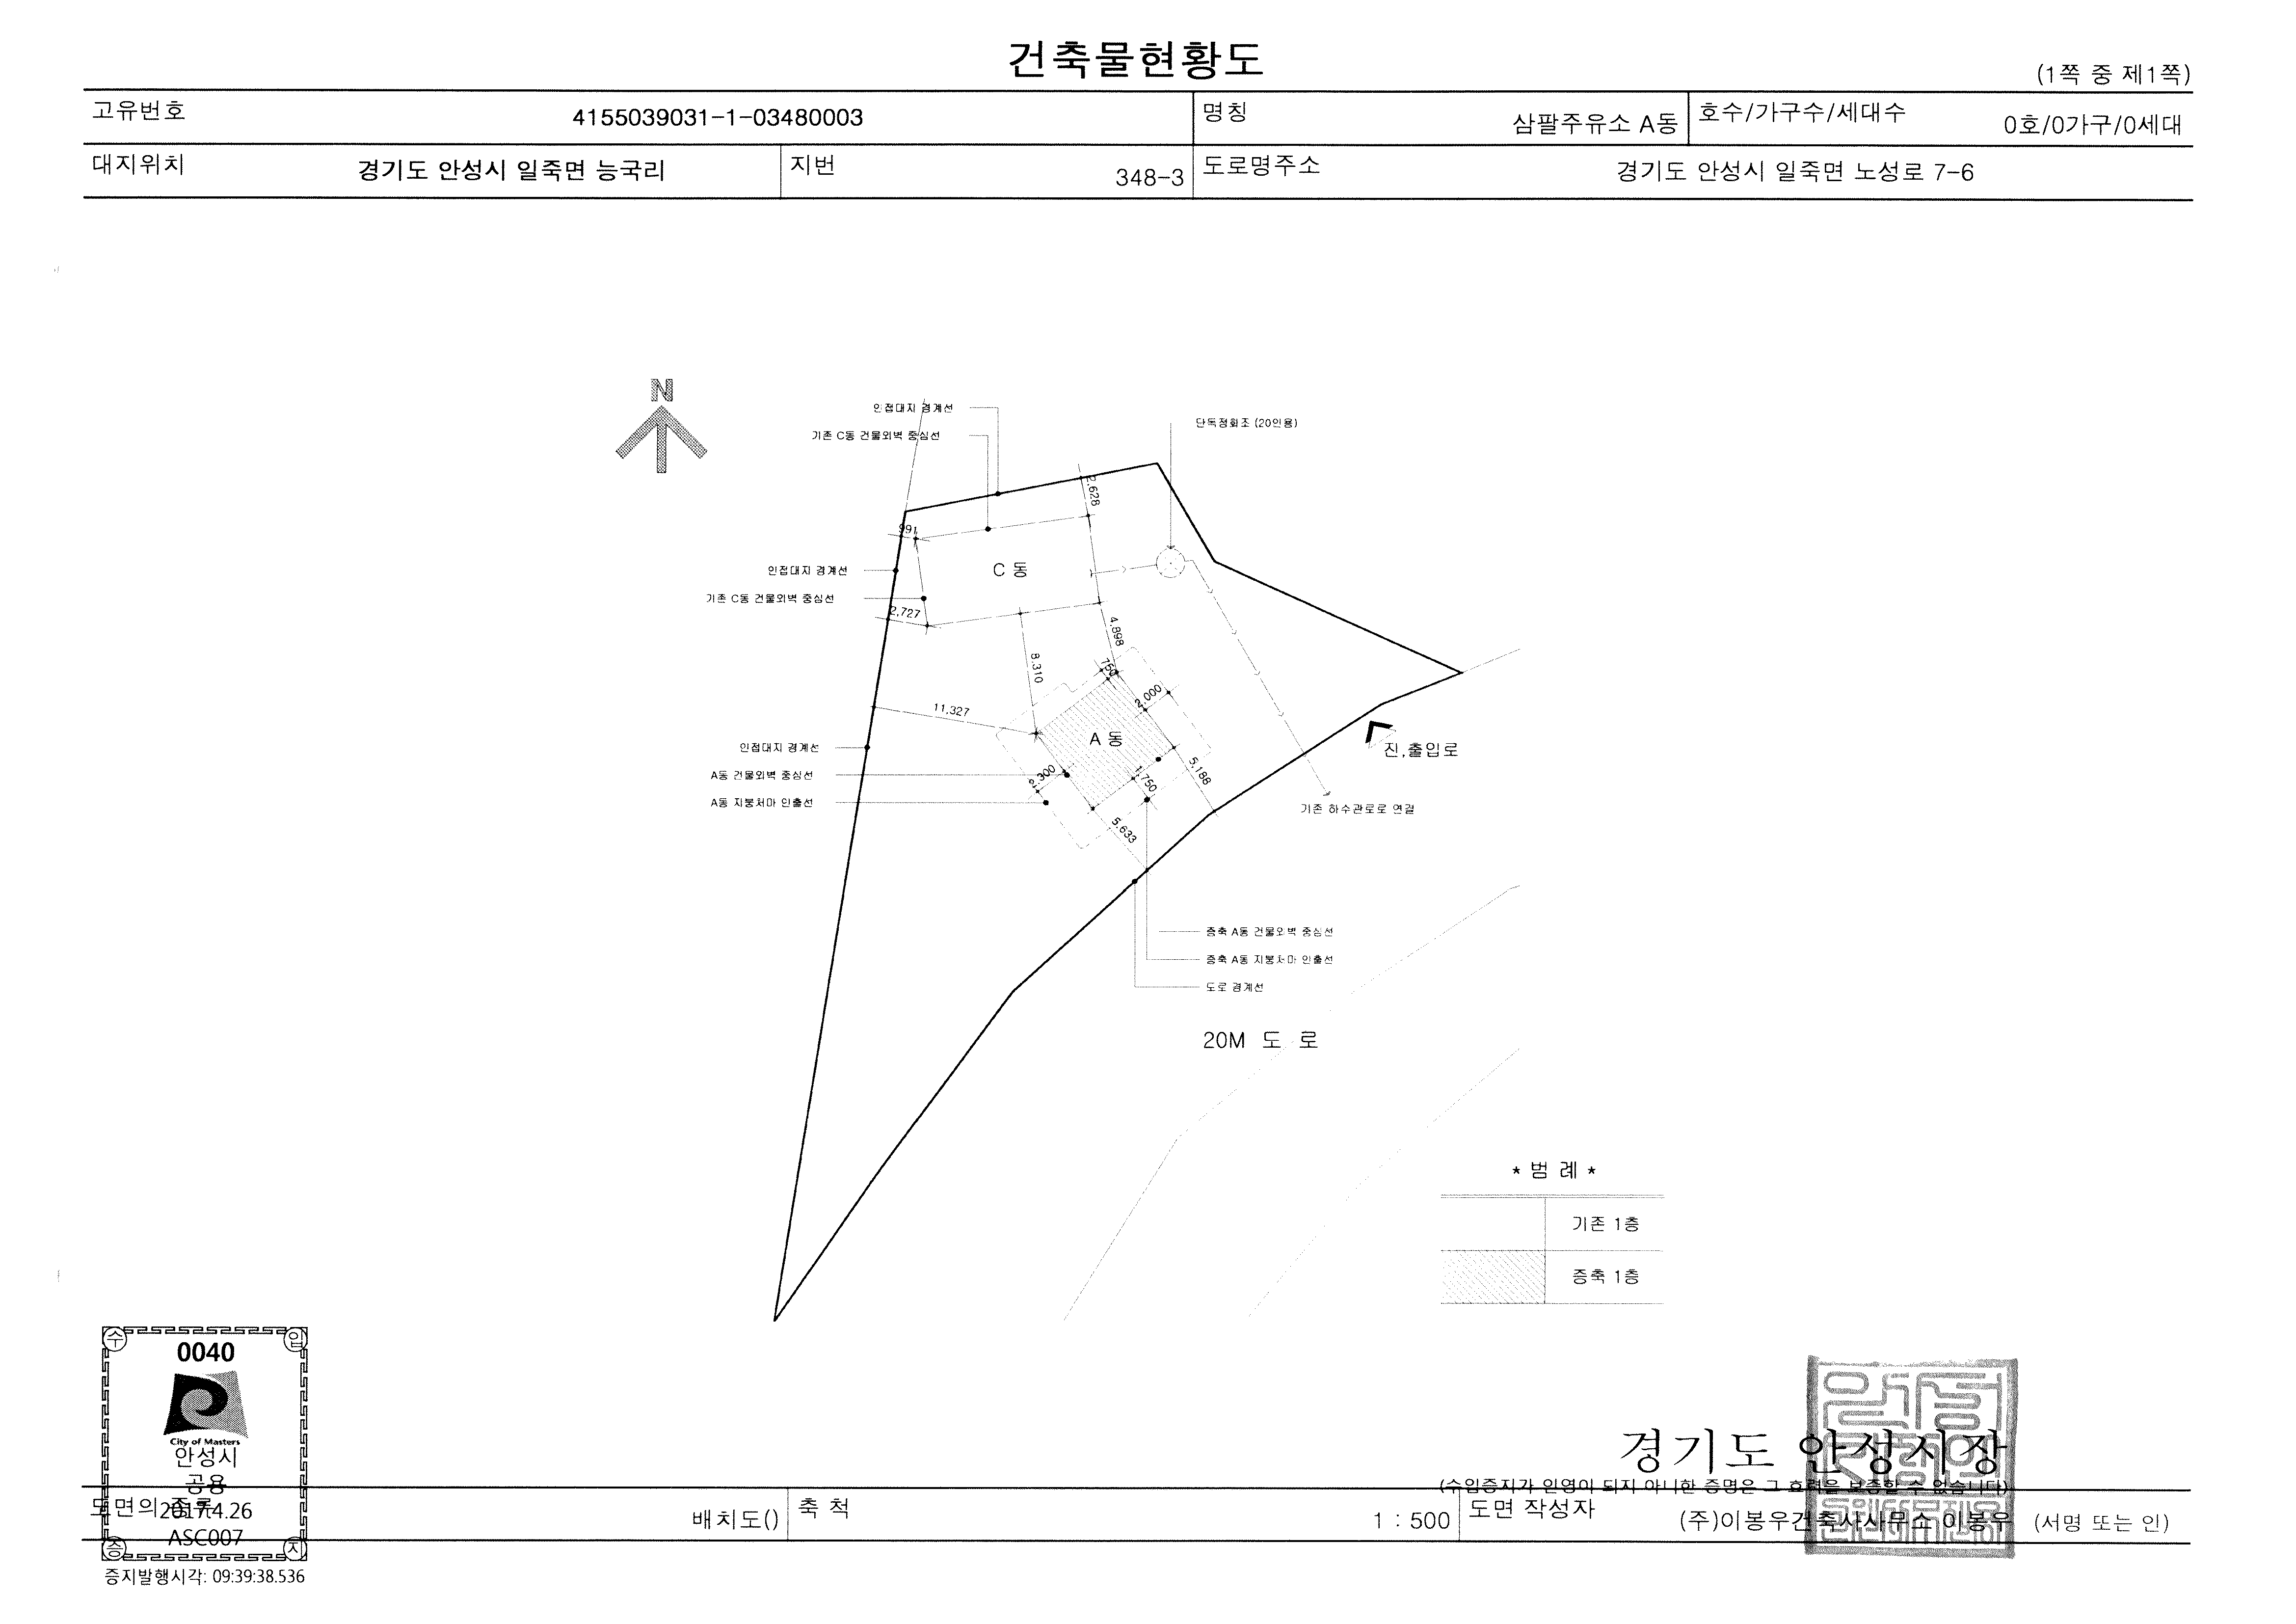 건축물현황도
(1쪽 중 제1쪽)
고유번호 4155039031-1-03480003 명칭 삼팔주유소 A동 호수/가구수/세대수 0호/0가구/0세대
대지위치 경기도 안성시 일죽면 능국리 지번 348-3 도로명주소 경기도 안성시 일죽면 노성로 7-6
N
인접대지 경계선
기존 C동 건물외벽 중심선
단독정화조 (20인용)
2,628
991
C 동
인접대지 경계선
기존 C동 건물외벽 중심선
2,727
4,898
8,310
750
2,000
11,327
A 동
인접대지 경계선
A동 건물외벽 중심선
A동 지붕처마 인출선
2,300
1,750
5,188
5,633
진,출입로
기존 하수관로로 연결
증축 A동 건물외벽 중심선
증축 A동 지붕처마 인출선
도로 경계선
20M 도 로
* 범 례 *
기존 1층
증축 1층
수 입
0040
City of Masters
안성시
공용
2017.4.26
ASC007
증 지
증지발행시각: 09:39:38.536
경기도 안성시장
(수입증지가 인영이 되지 아니한 증명은 그 효력을 보증할 수 없습니다)
도면의 종류 배치도() 축 척 1 : 500 도면 작성자 (주)이봉우건축사사무소 이봉우 (서명 또는 인)